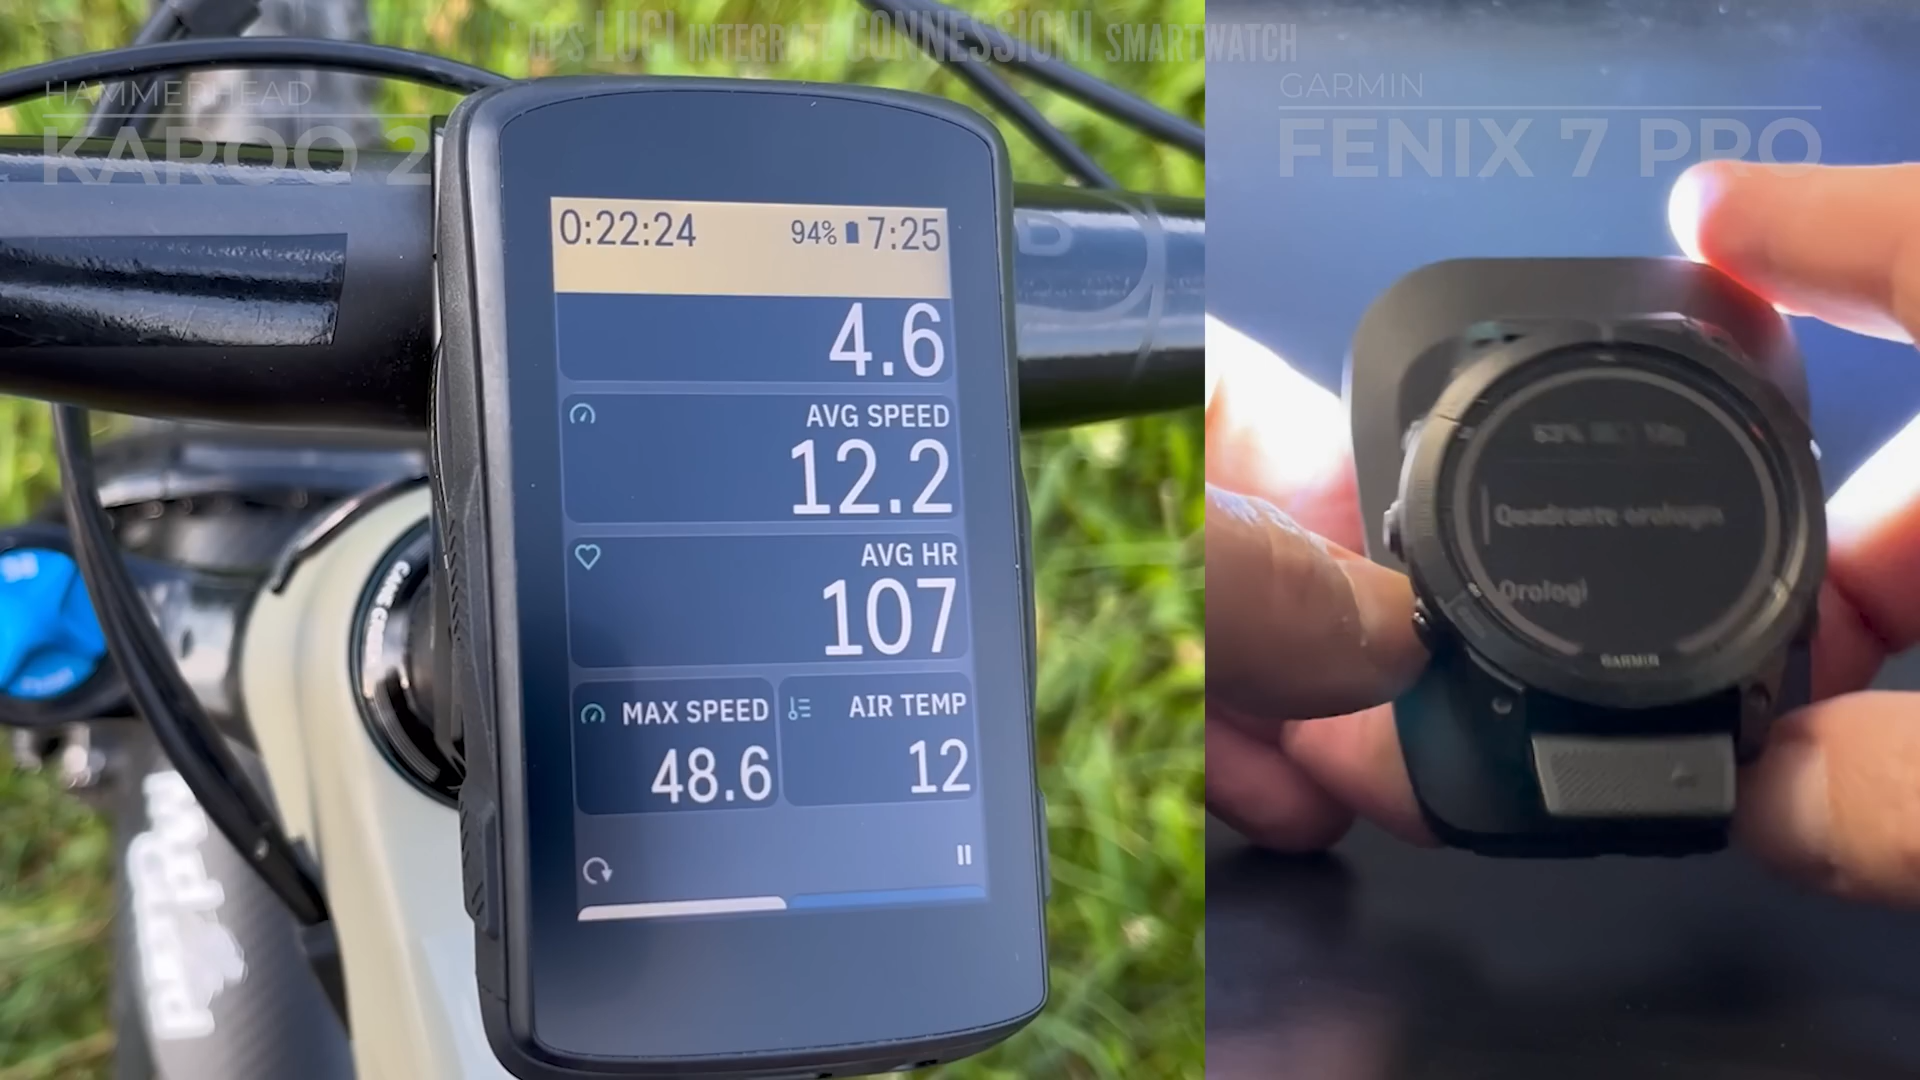 GPS LUCI INTEGRATE CONNESSIONI SMARTWATCH
HAMMERHEAD
KAROO 2
0:22:24 94% 7:25
4.6
AVG SPEED
12.2
AVG HR
107
MAX SPEED
48.6
AIR TEMP
12
GARMIN
FENIX 7 PRO
63%
Quadrante orologio
Orologi
GARMIN